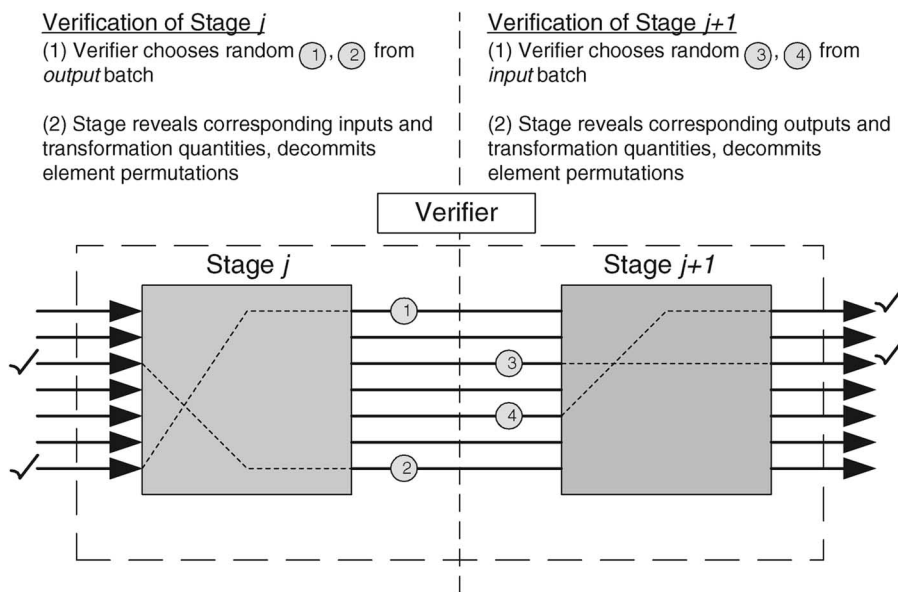 Verification of Stage j
(1) Verifier chooses random 1, 2 from
output batch
(2) Stage reveals corresponding inputs and
transformation quantities, decommits
element permutations
Verification of Stage j+1
(1) Verifier chooses random 3, 4 from
input batch
(2) Stage reveals corresponding outputs and
transformation quantities, decommits
element permutations
Verifier
Stage j
Stage j+1
1
3
4
2